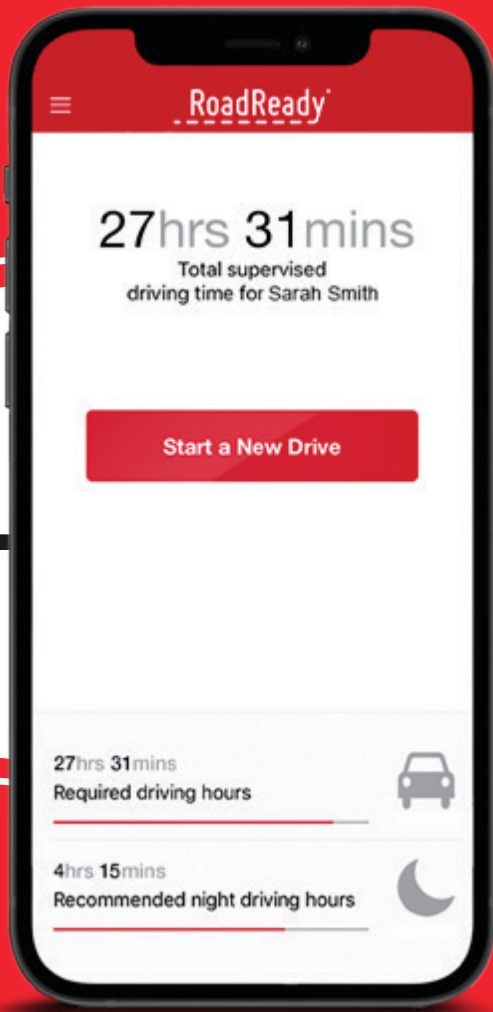 RoadReady
27hrs 31mins
Total supervised
driving time for Sarah Smith
Start a New Drive
27hrs 31mins
Required driving hours
4hrs 15mins
Recommended night driving hours